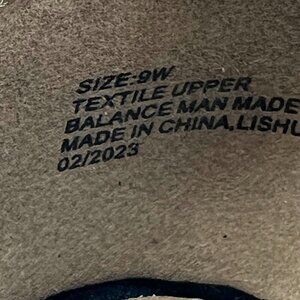 SIZE:9W
TEXTILE UPPER
BALANCE MAN MADE
MADE IN CHINA,LISHU
02/2023